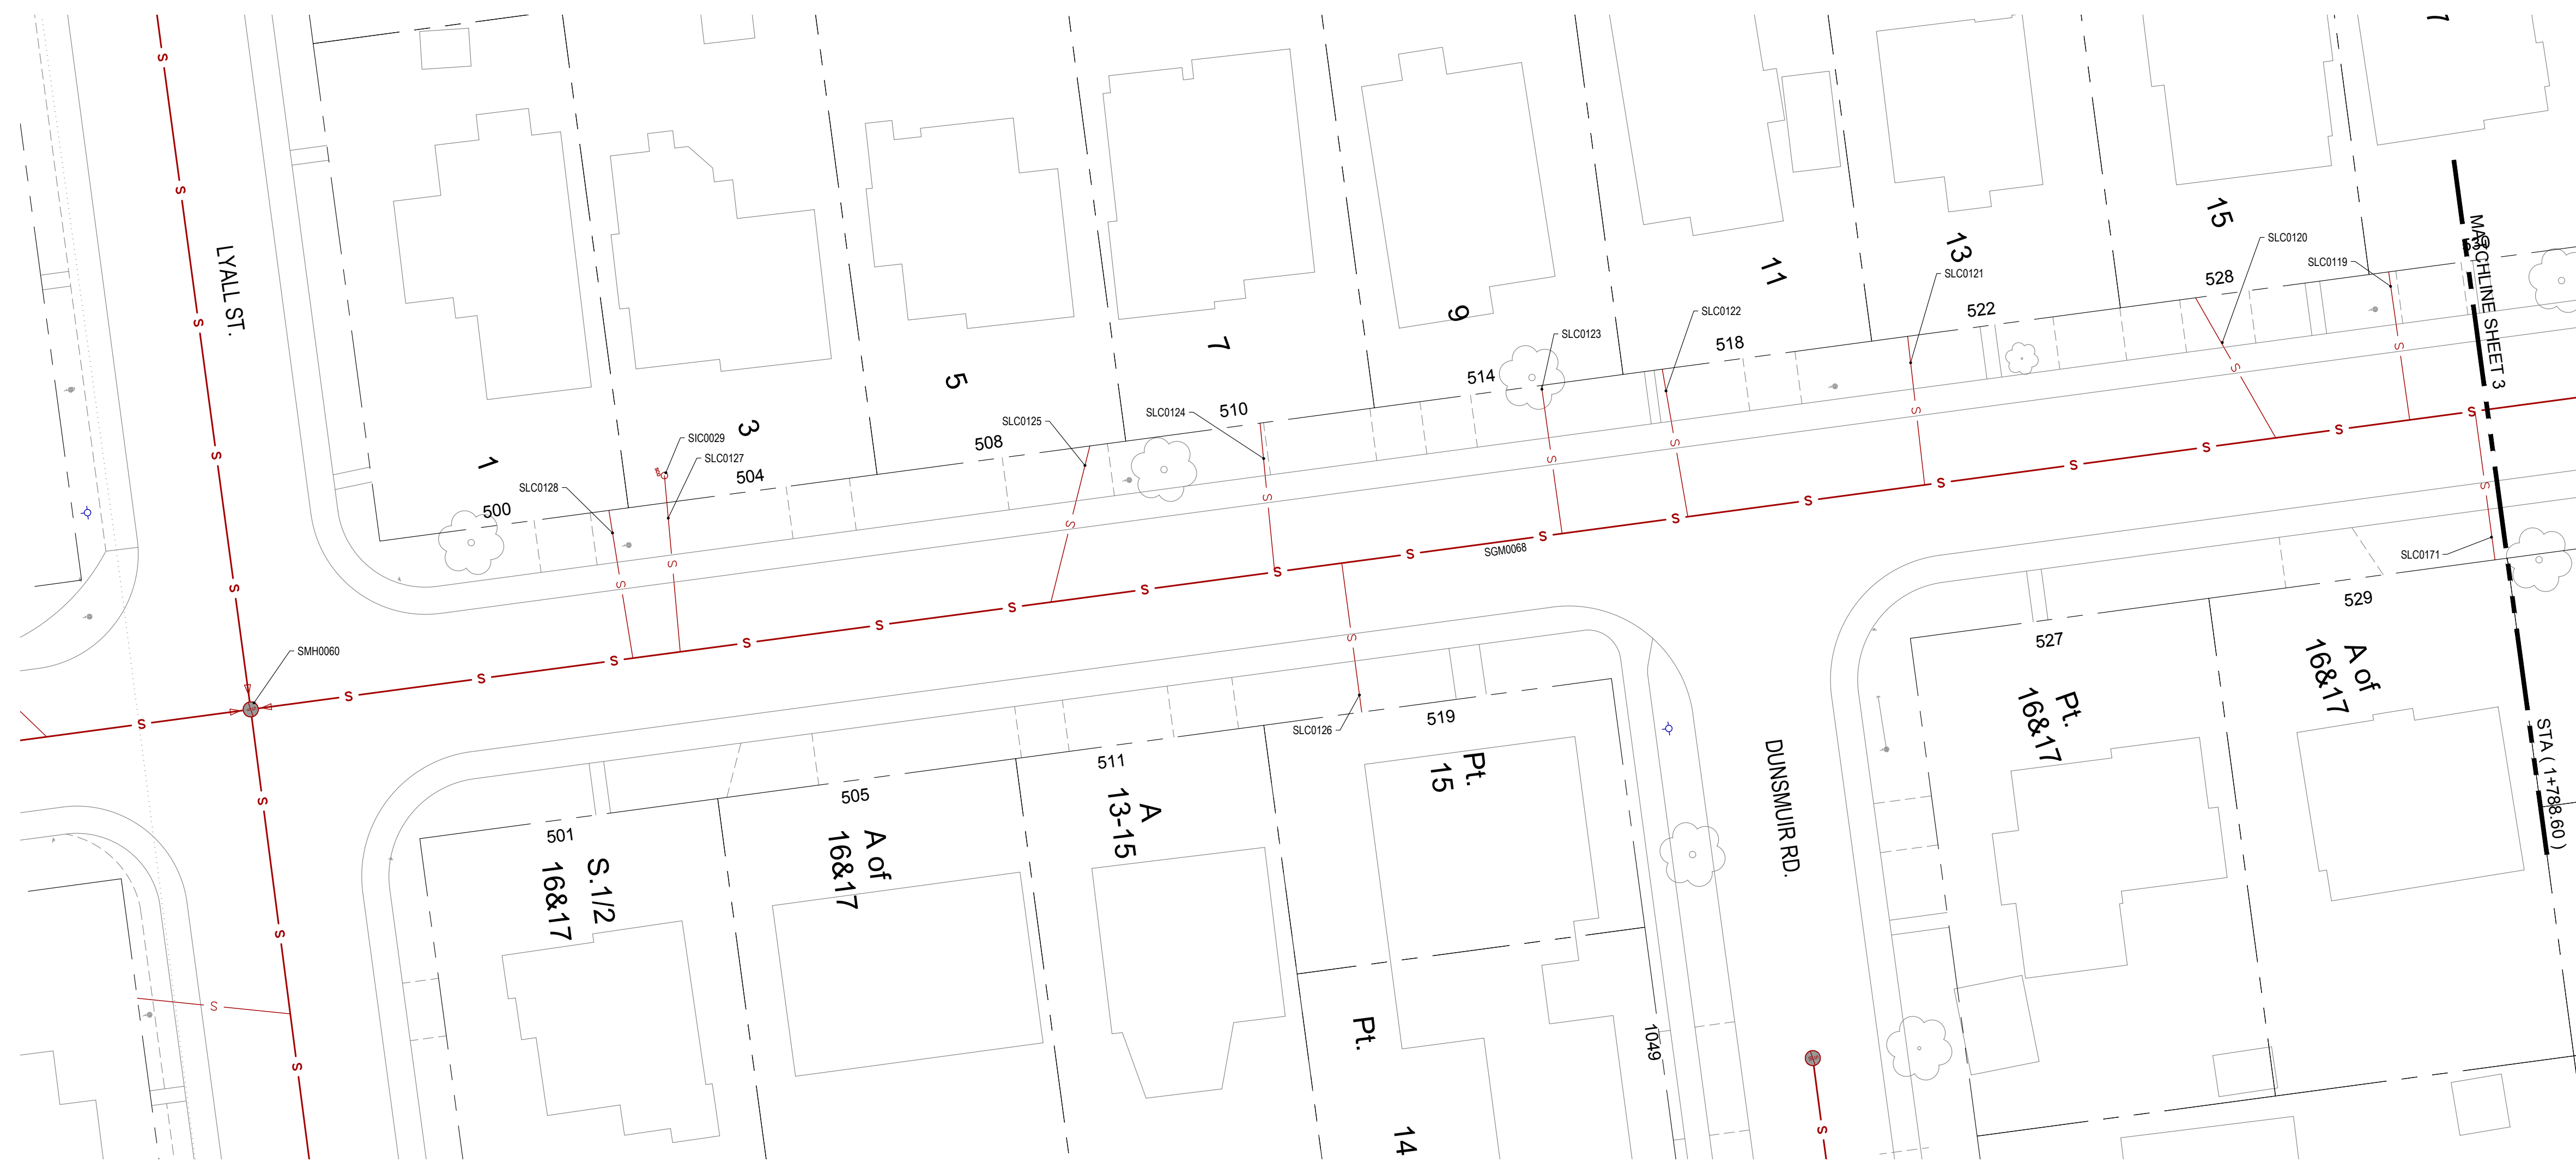 LYALL ST.
1
3
5
7
9
11
13
15
500
504
508
510
514
518
522
528
SLC0128
SIC0029
SLC0127
SLC0125
SLC0124
SLC0123
SLC0122
SLC0121
SLC0120
SLC0119
MATCHLINE SHEET 3
STA ( 1+788.60 )
SMH0060
SGM0068
SLC0126
SLC0171
501
505
511
519
527
529
S.1/2
16&17
A of
16&17
A
13-15
Pt.
15
Pt.
14
1049
DUNSMUIR RD.
Pt.
16&17
A of
16&17
S